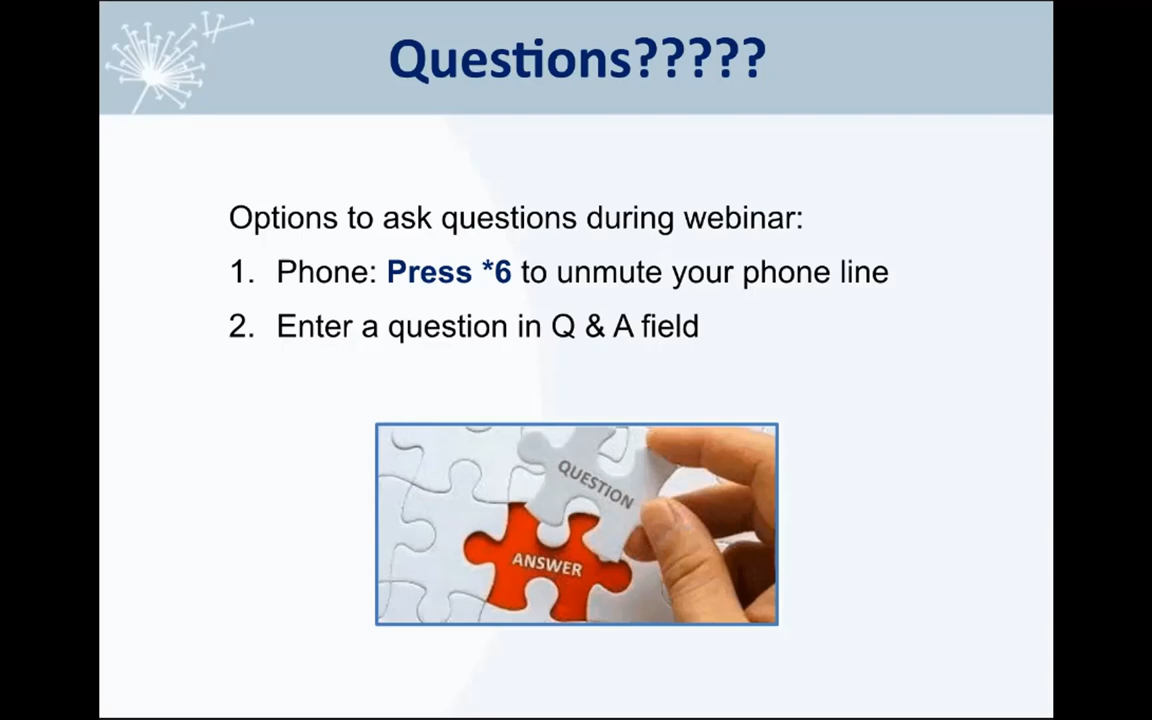 Questions?????
Options to ask questions during webinar:
1. Phone: Press *6 to unmute your phone line
2. Enter a question in Q & A field
QUESTION
ANSWER